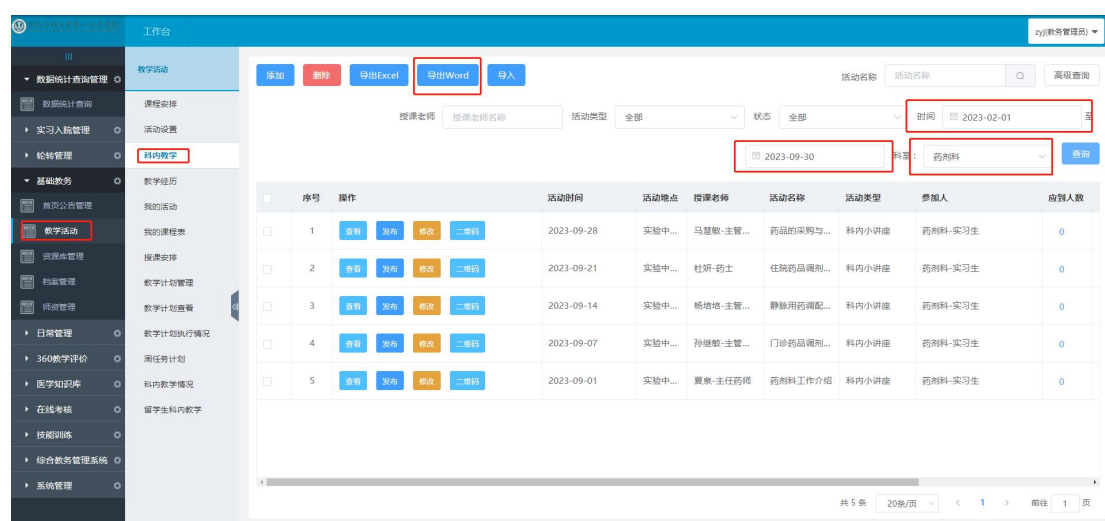 工作台
zyj(教务管理员)
数据统计查询管理
数据统计查询
实习入院管理
轮转管理
基础教务
首页公告管理
教学活动
资源库管理
档案管理
师资管理
日常管理
360教学评价
医学知识库
在线考核
技能训练
综合教务管理系统
系统管理
教学活动
课程安排
活动设置
科内教学
教学经历
我的活动
我的课程表
授课安排
教学计划管理
教学计划查看
教学计划执行情况
周任务计划
科内教学情况
留学生科内教学
添加 删除 导出Excel 导出Word 导入 活动名称 活动名称 高级查询
授课老师 授课老师名称 活动类型 全部 状态 全部 时间 2023-02-01 至
2023-09-30 科室: 药剂科 查询
序号 操作 活动时间 活动地点 授课老师 活动名称 活动类型 参加人 应到人数
1 查看 发布 修改 二维码 2023-09-28 实验中... 马慧敏-主管... 药品的采购与... 科内小讲座 药剂科-实习生 0
2 查看 发布 修改 二维码 2023-09-21 实验中... 杜妍-药士 住院药品调剂... 科内小讲座 药剂科-实习生 0
3 查看 发布 修改 二维码 2023-09-14 实验中... 杨培培-主管... 静脉用药调配... 科内小讲座 药剂科-实习生 0
4 查看 发布 修改 二维码 2023-09-07 实验中... 孙继敏-主管... 门诊药品调剂... 科内小讲座 药剂科-实习生 0
5 查看 发布 修改 二维码 2023-09-01 实验中... 夏泉-主任药师 药剂科工作介绍 科内小讲座 药剂科-实习生 0
共 5 条 20条/页 1 前往 1 页